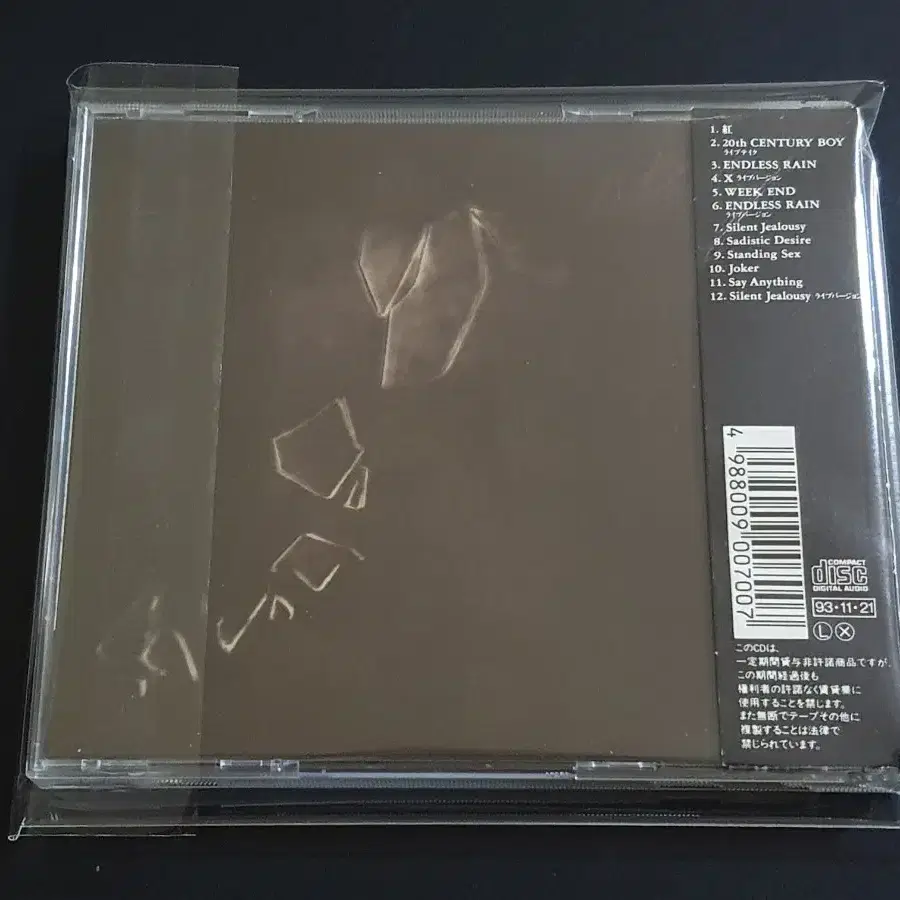 1. 紅
2. 20th CENTURY BOY
ライブテイク
3. ENDLESS RAIN
4. X ライブバージョン
5. WEEK END
6. ENDLESS RAIN
ライブバージョン
7. Silent Jealousy
8. Sadistic Desire
9. Standing Sex
10. Joker
11. Say Anything
12. Silent Jealousy ライブバージョン
4 988009 007007
COMPACT
disc
DIGITAL AUDIO
93・11・21
Ⓛ Ⓧ
このCDは、
一定期間貸与非許諾商品ですが、
この期間経過後も
権利者の許諾なく賃貸業に
使用することを禁じます。
また無断でテープその他に
複製することは法律で
禁じられています。